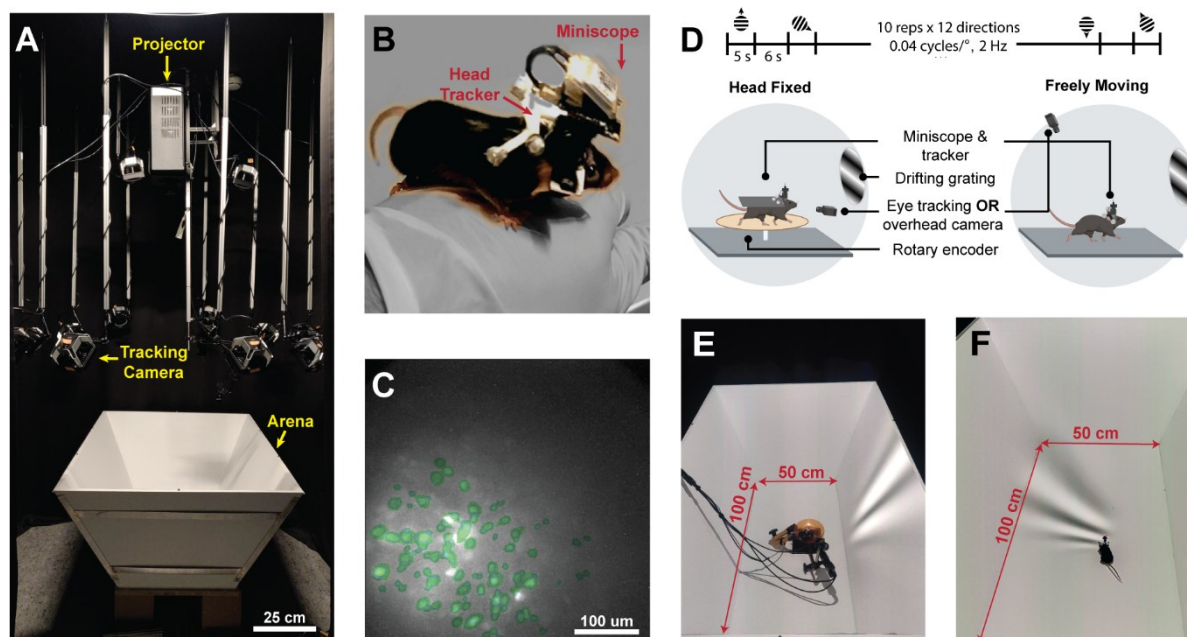 A
Projector
Tracking
Camera
Arena
25 cm
B
Miniscope
Head
Tracker
C
100 um
D
10 reps x 12 directions
0.04 cycles/°, 2 Hz
5 s
6 s
Head Fixed
Freely Moving
Miniscope &
tracker
Drifting grating
Eye tracking OR
overhead camera
Rotary encoder
E
50 cm
100 cm
F
50 cm
100 cm